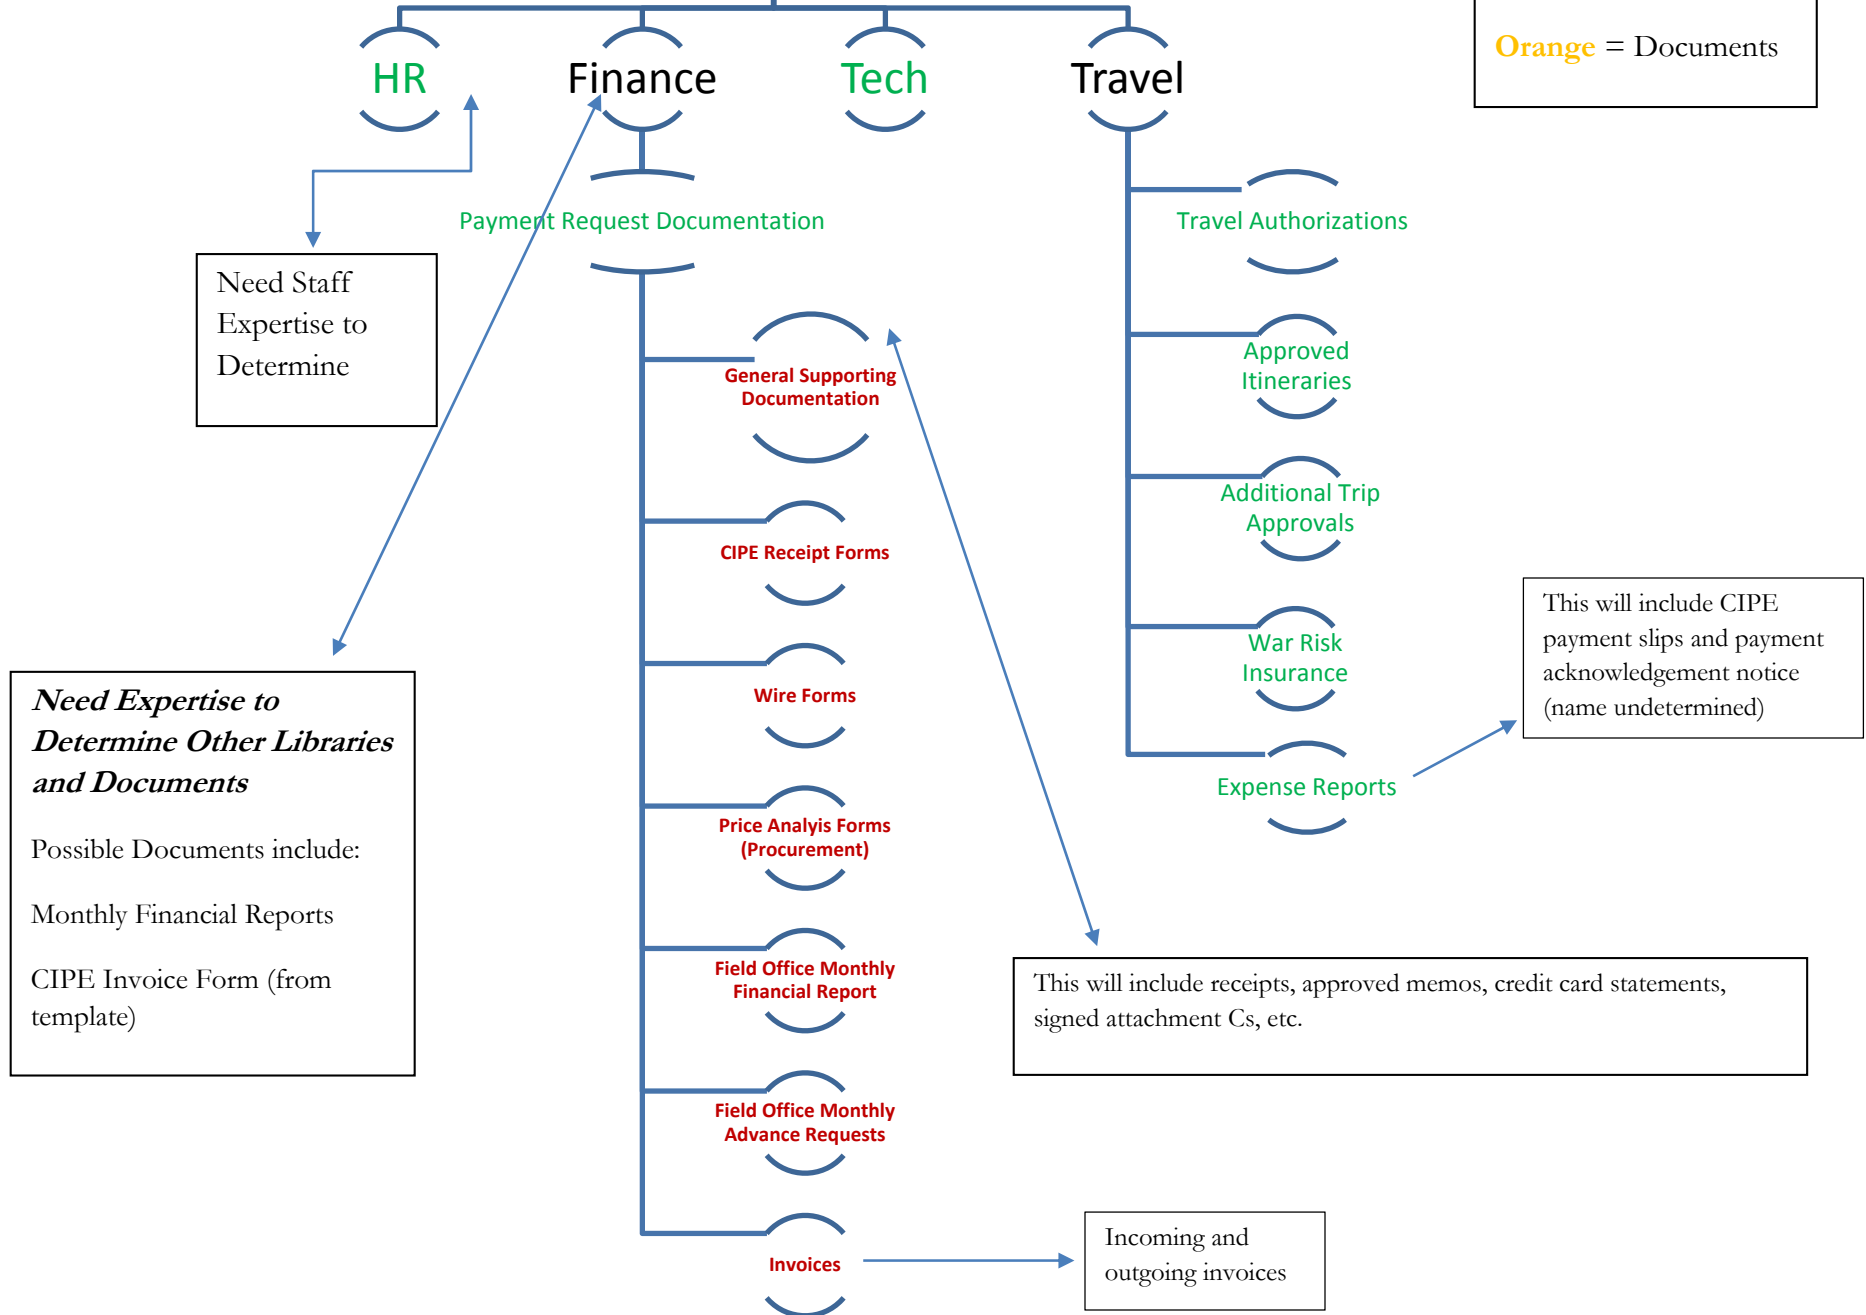 Orange = Documents
HR
Finance
Tech
Travel
Payment Request Documentation
Travel Authorizations
Need Staff
Expertise to
Determine
General Supporting
Documentation
Approved
Itineraries
Additional Trip
Approvals
CIPE Receipt Forms
War Risk
Insurance
This will include CIPE
payment slips and payment
acknowledgement notice
(name undetermined)
Wire Forms
Need Expertise to
Determine Other Libraries
and Documents
Possible Documents include:
Monthly Financial Reports
CIPE Invoice Form (from
template)
Expense Reports
Price Analyis Forms
(Procurement)
Field Office Monthly
Financial Report
This will include receipts, approved memos, credit card statements,
signed attachment Cs, etc.
Field Office Monthly
Advance Requests
Invoices
Incoming and
outgoing invoices